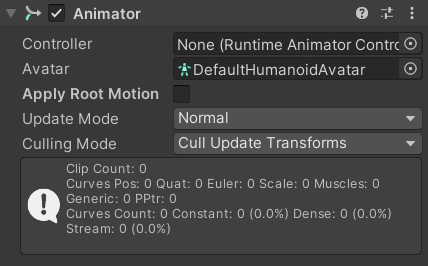 Animator
Controller
None (Runtime Animator Contro
Avatar
DefaultHumanoidAvatar
Apply Root Motion
Update Mode
Normal
Culling Mode
Cull Update Transforms
Clip Count: 0
Curves Pos: 0 Quat: 0 Euler: 0 Scale: 0 Muscles: 0
Generic: 0 PPtr: 0
Curves Count: 0 Constant: 0 (0.0%) Dense: 0 (0.0%)
Stream: 0 (0.0%)